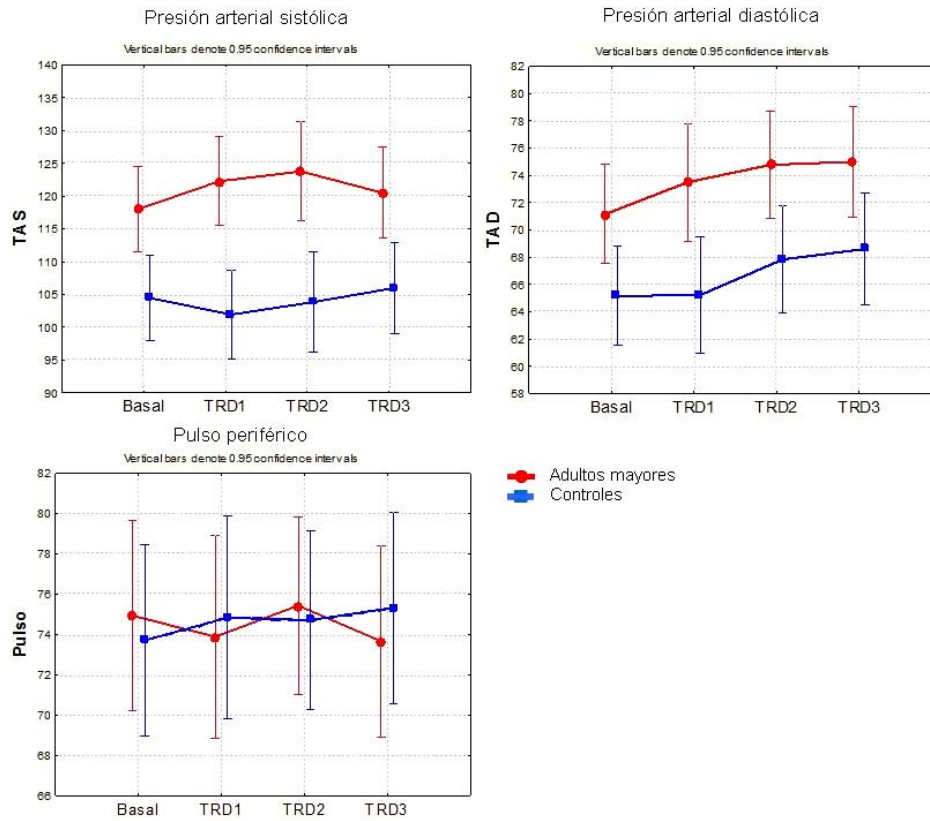 Presión arterial sistólica
Vertical bars denote 0.95 confidence intervals
140
135
130
125
120
115
110
105
100
95
90
TAS
Basal TRD1 TRD2 TRD3
Presión arterial diastólica
Vertical bars denote 0.95 confidence intervals
82
80
78
76
74
72
70
68
66
64
62
60
58
TAD
Basal TRD1 TRD2 TRD3
Pulso periférico
Vertical bars denote 0.95 confidence intervals
82
80
78
76
74
72
70
68
66
Pulso
Basal TRD1 TRD2 TRD3
Adultos mayores
Controles